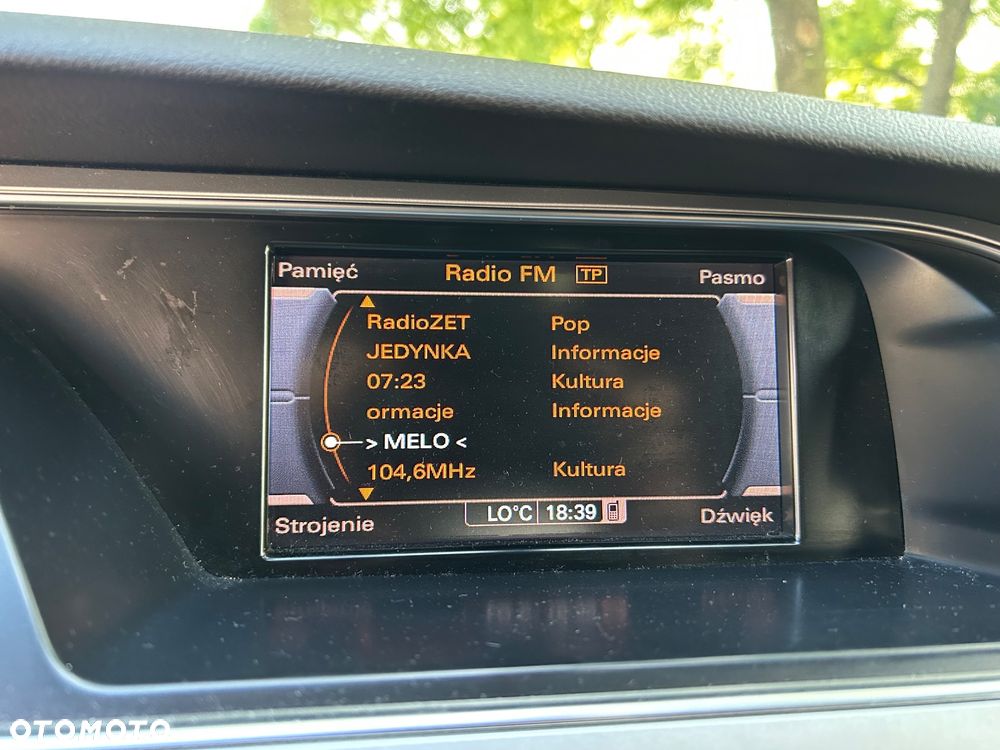 Pamięć Radio FM TP Pasmo
RadioZET Pop
JEDYNKA Informacje
07:23 Kultura
ormacje Informacje
> MELO <
104,6MHz Kultura
Strojenie LO°C 18:39 Dźwięk
OTOMOTO